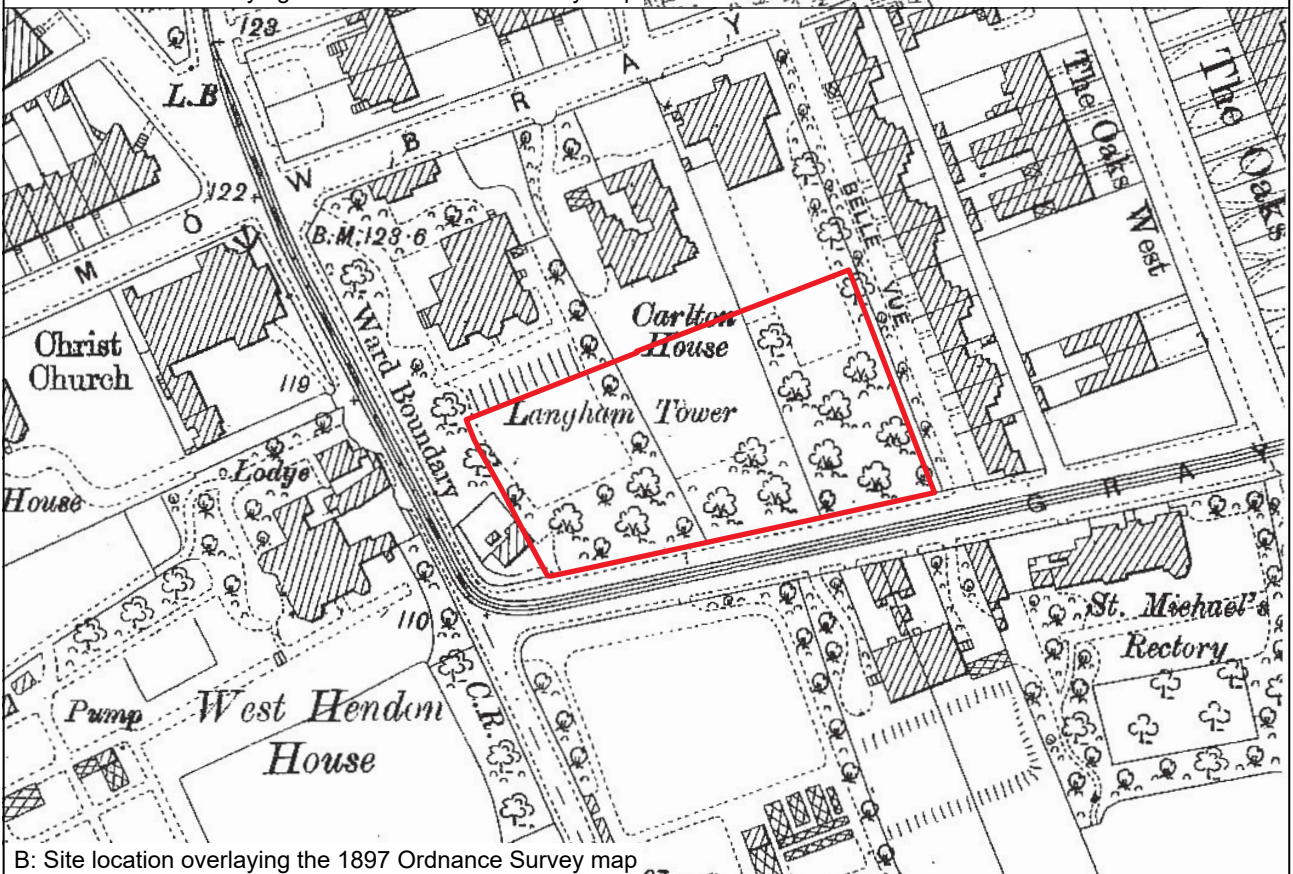 123
L.B
122
MOWBRAY
B.M.123·6
Christ
Church
119
Ward Boundary
Carlton
House
Langham Tower
BELLE VUE
The Oaks
West
The Oaks
House
Lodge
110
C.R.
GRA
St. Michael's
Rectory
Pump
West Hendon
House
B: Site location overlaying the 1897 Ordnance Survey map